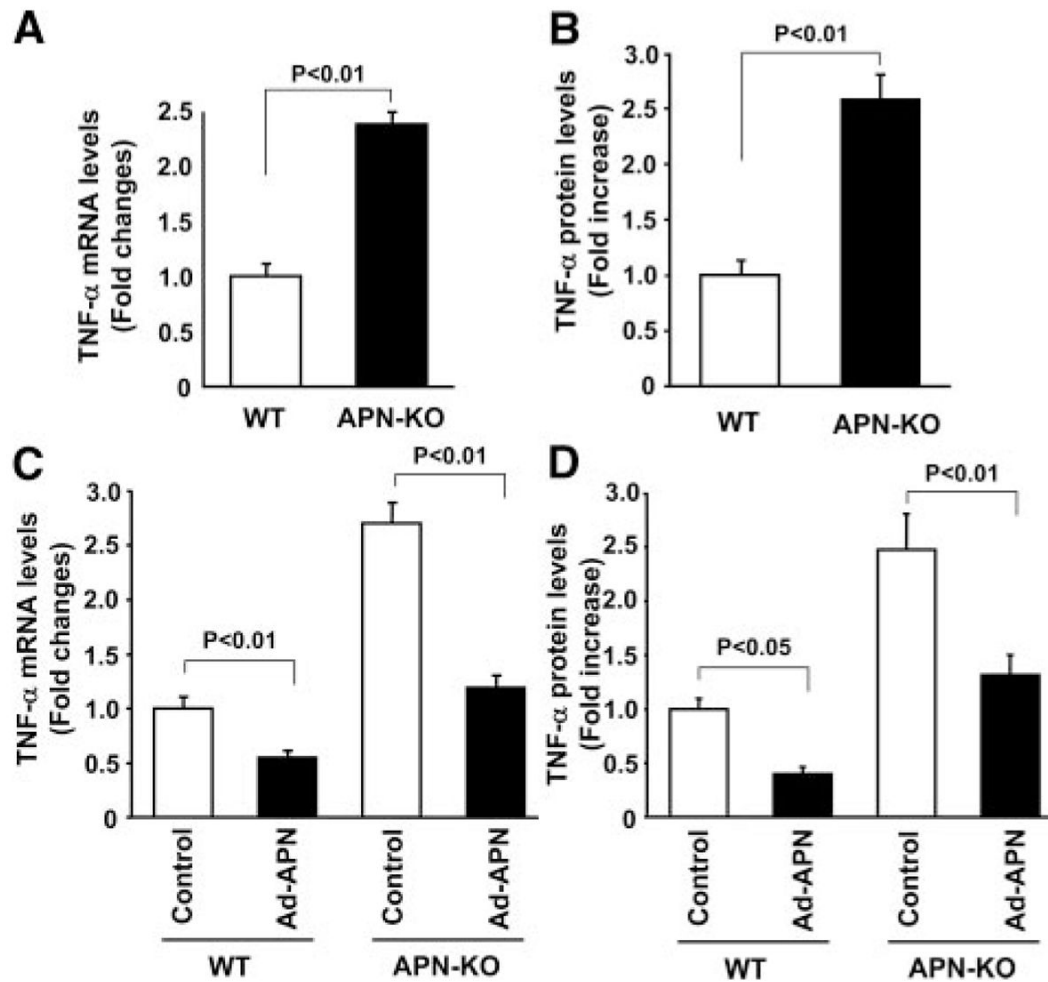 A
P<0.01
TNF-α mRNA levels
(Fold changes)
2.5
2.0
1.5
1.0
0.5
0
WT APN-KO
B
P<0.01
TNF-α protein levels
(Fold increase)
3.0
2.5
2.0
1.5
1.0
0.5
0
WT APN-KO
C
P<0.01
P<0.01
TNF-α mRNA levels
(Fold changes)
3.0
2.5
2.0
1.5
1.0
0.5
0
Control
Ad-APN
Control
Ad-APN
WT APN-KO
D
P<0.01
P<0.05
TNF-α protein levels
(Fold increase)
3.0
2.5
2.0
1.5
1.0
0.5
0
Control
Ad-APN
Control
Ad-APN
WT APN-KO